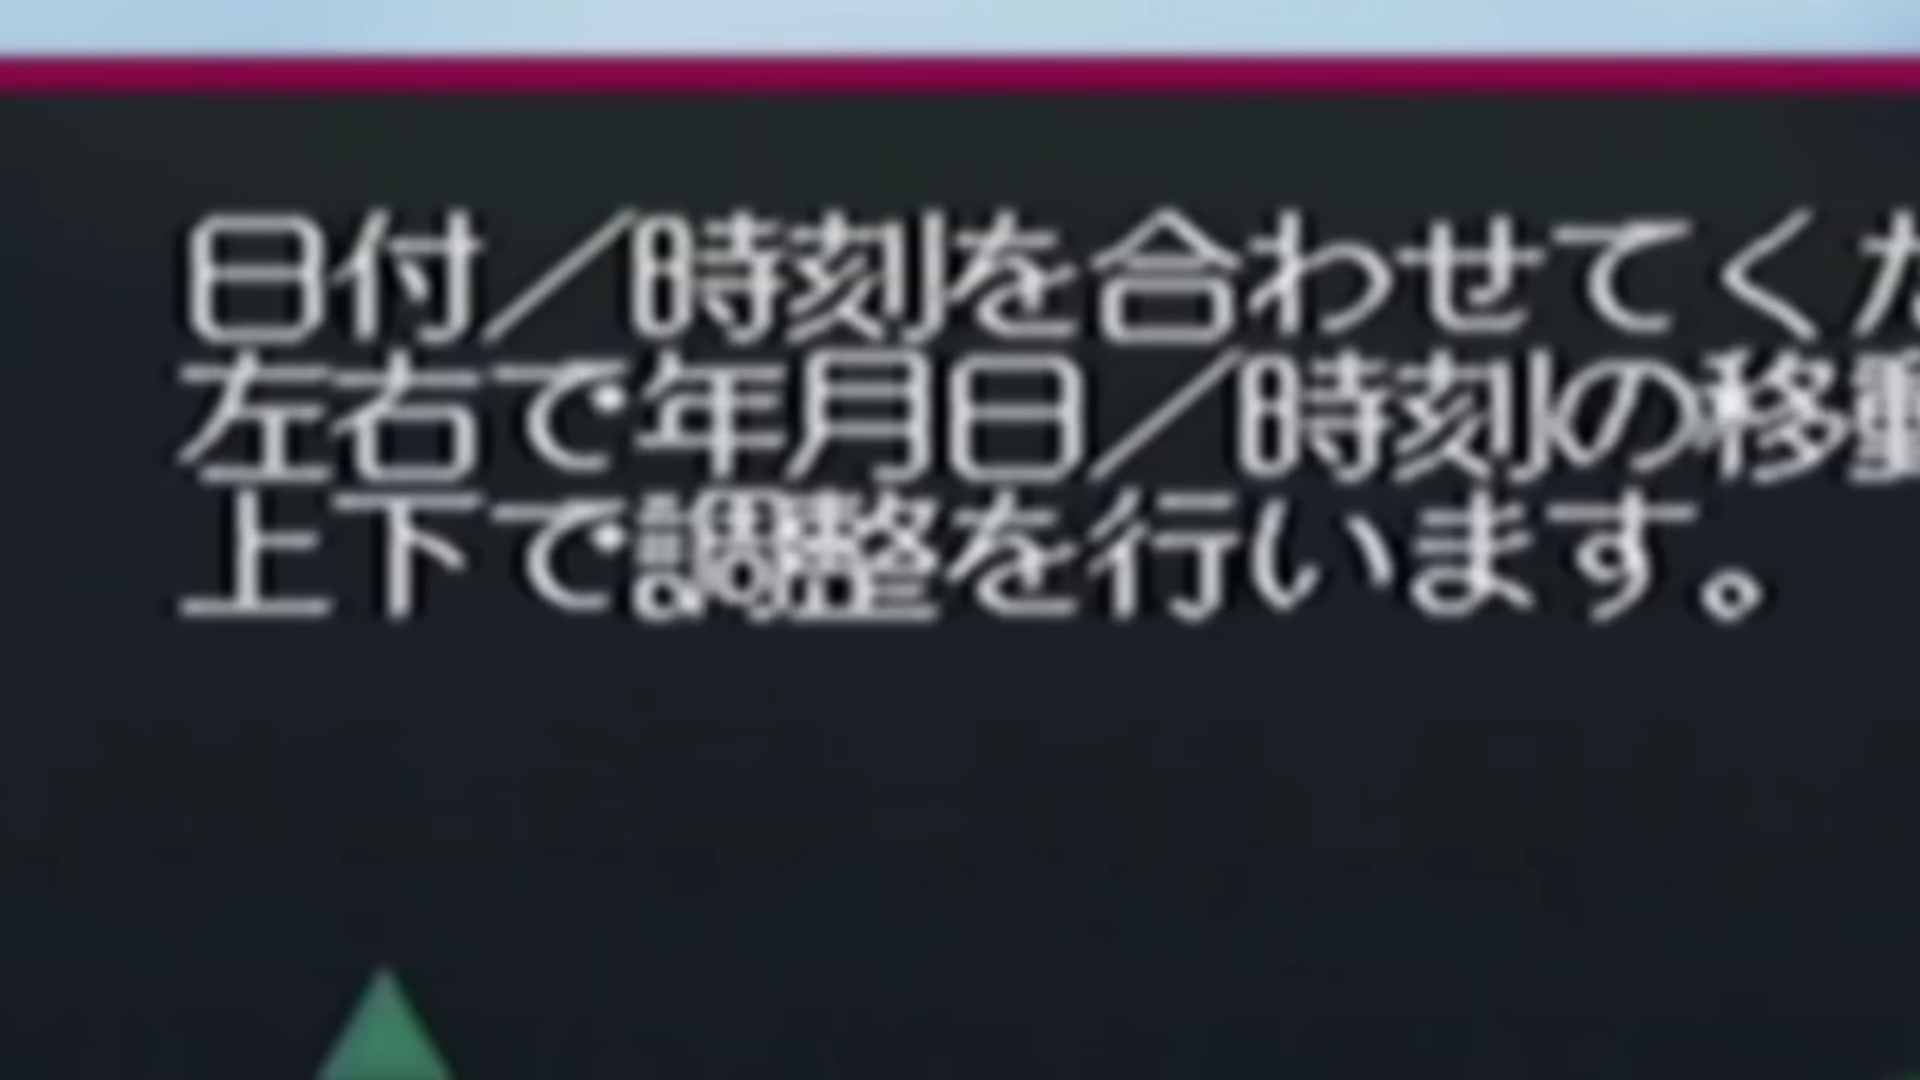 日付／時刻を合わせてくだ
左右で年月日／時刻の移動
上下で調整を行います。